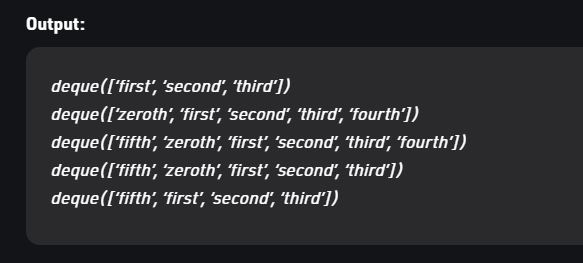 Output:
deque([‘first’, ‘second’, ‘third’])
deque([‘zeroth’, ‘first’, ‘second’, ‘third’, ‘fourth’])
deque([‘fifth’, ‘zeroth’, ‘first’, ‘second’, ‘third’, ‘fourth’])
deque([‘fifth’, ‘zeroth’, ‘first’, ‘second’, ‘third’])
deque([‘fifth’, ‘first’, ‘second’, ‘third’])